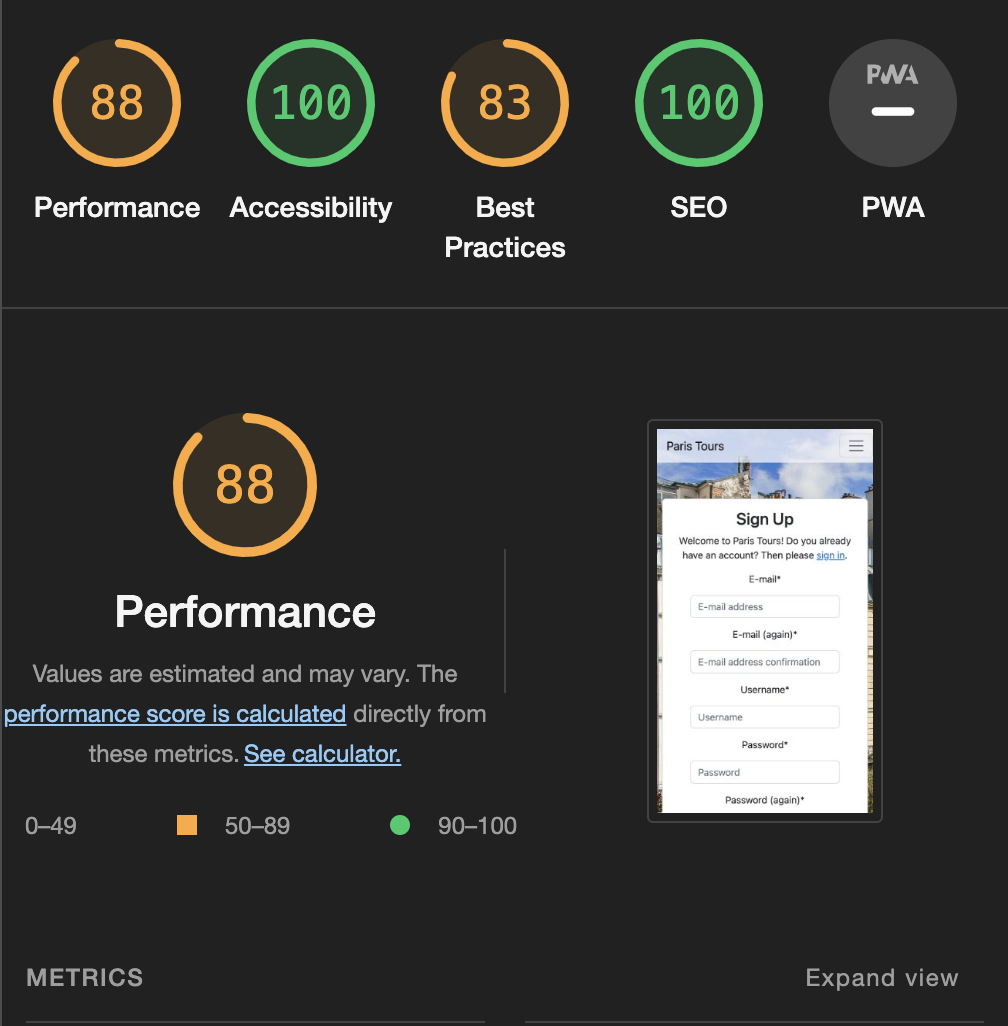 88
100
83
100
PWA
Performance
Accessibility
Best
Practices
SEO
PWA
88
Performance
Values are estimated and may vary. The
performance score is calculated directly from
these metrics. See calculator.
0–49
50–89
90–100
Paris Tours
Sign Up
Welcome to Paris Tours! Do you already
have an account? Then please sign in.
E-mail*
E-mail address
E-mail (again)*
E-mail address confirmation
Username*
Username
Password*
Password
Password (again)*
METRICS
Expand view